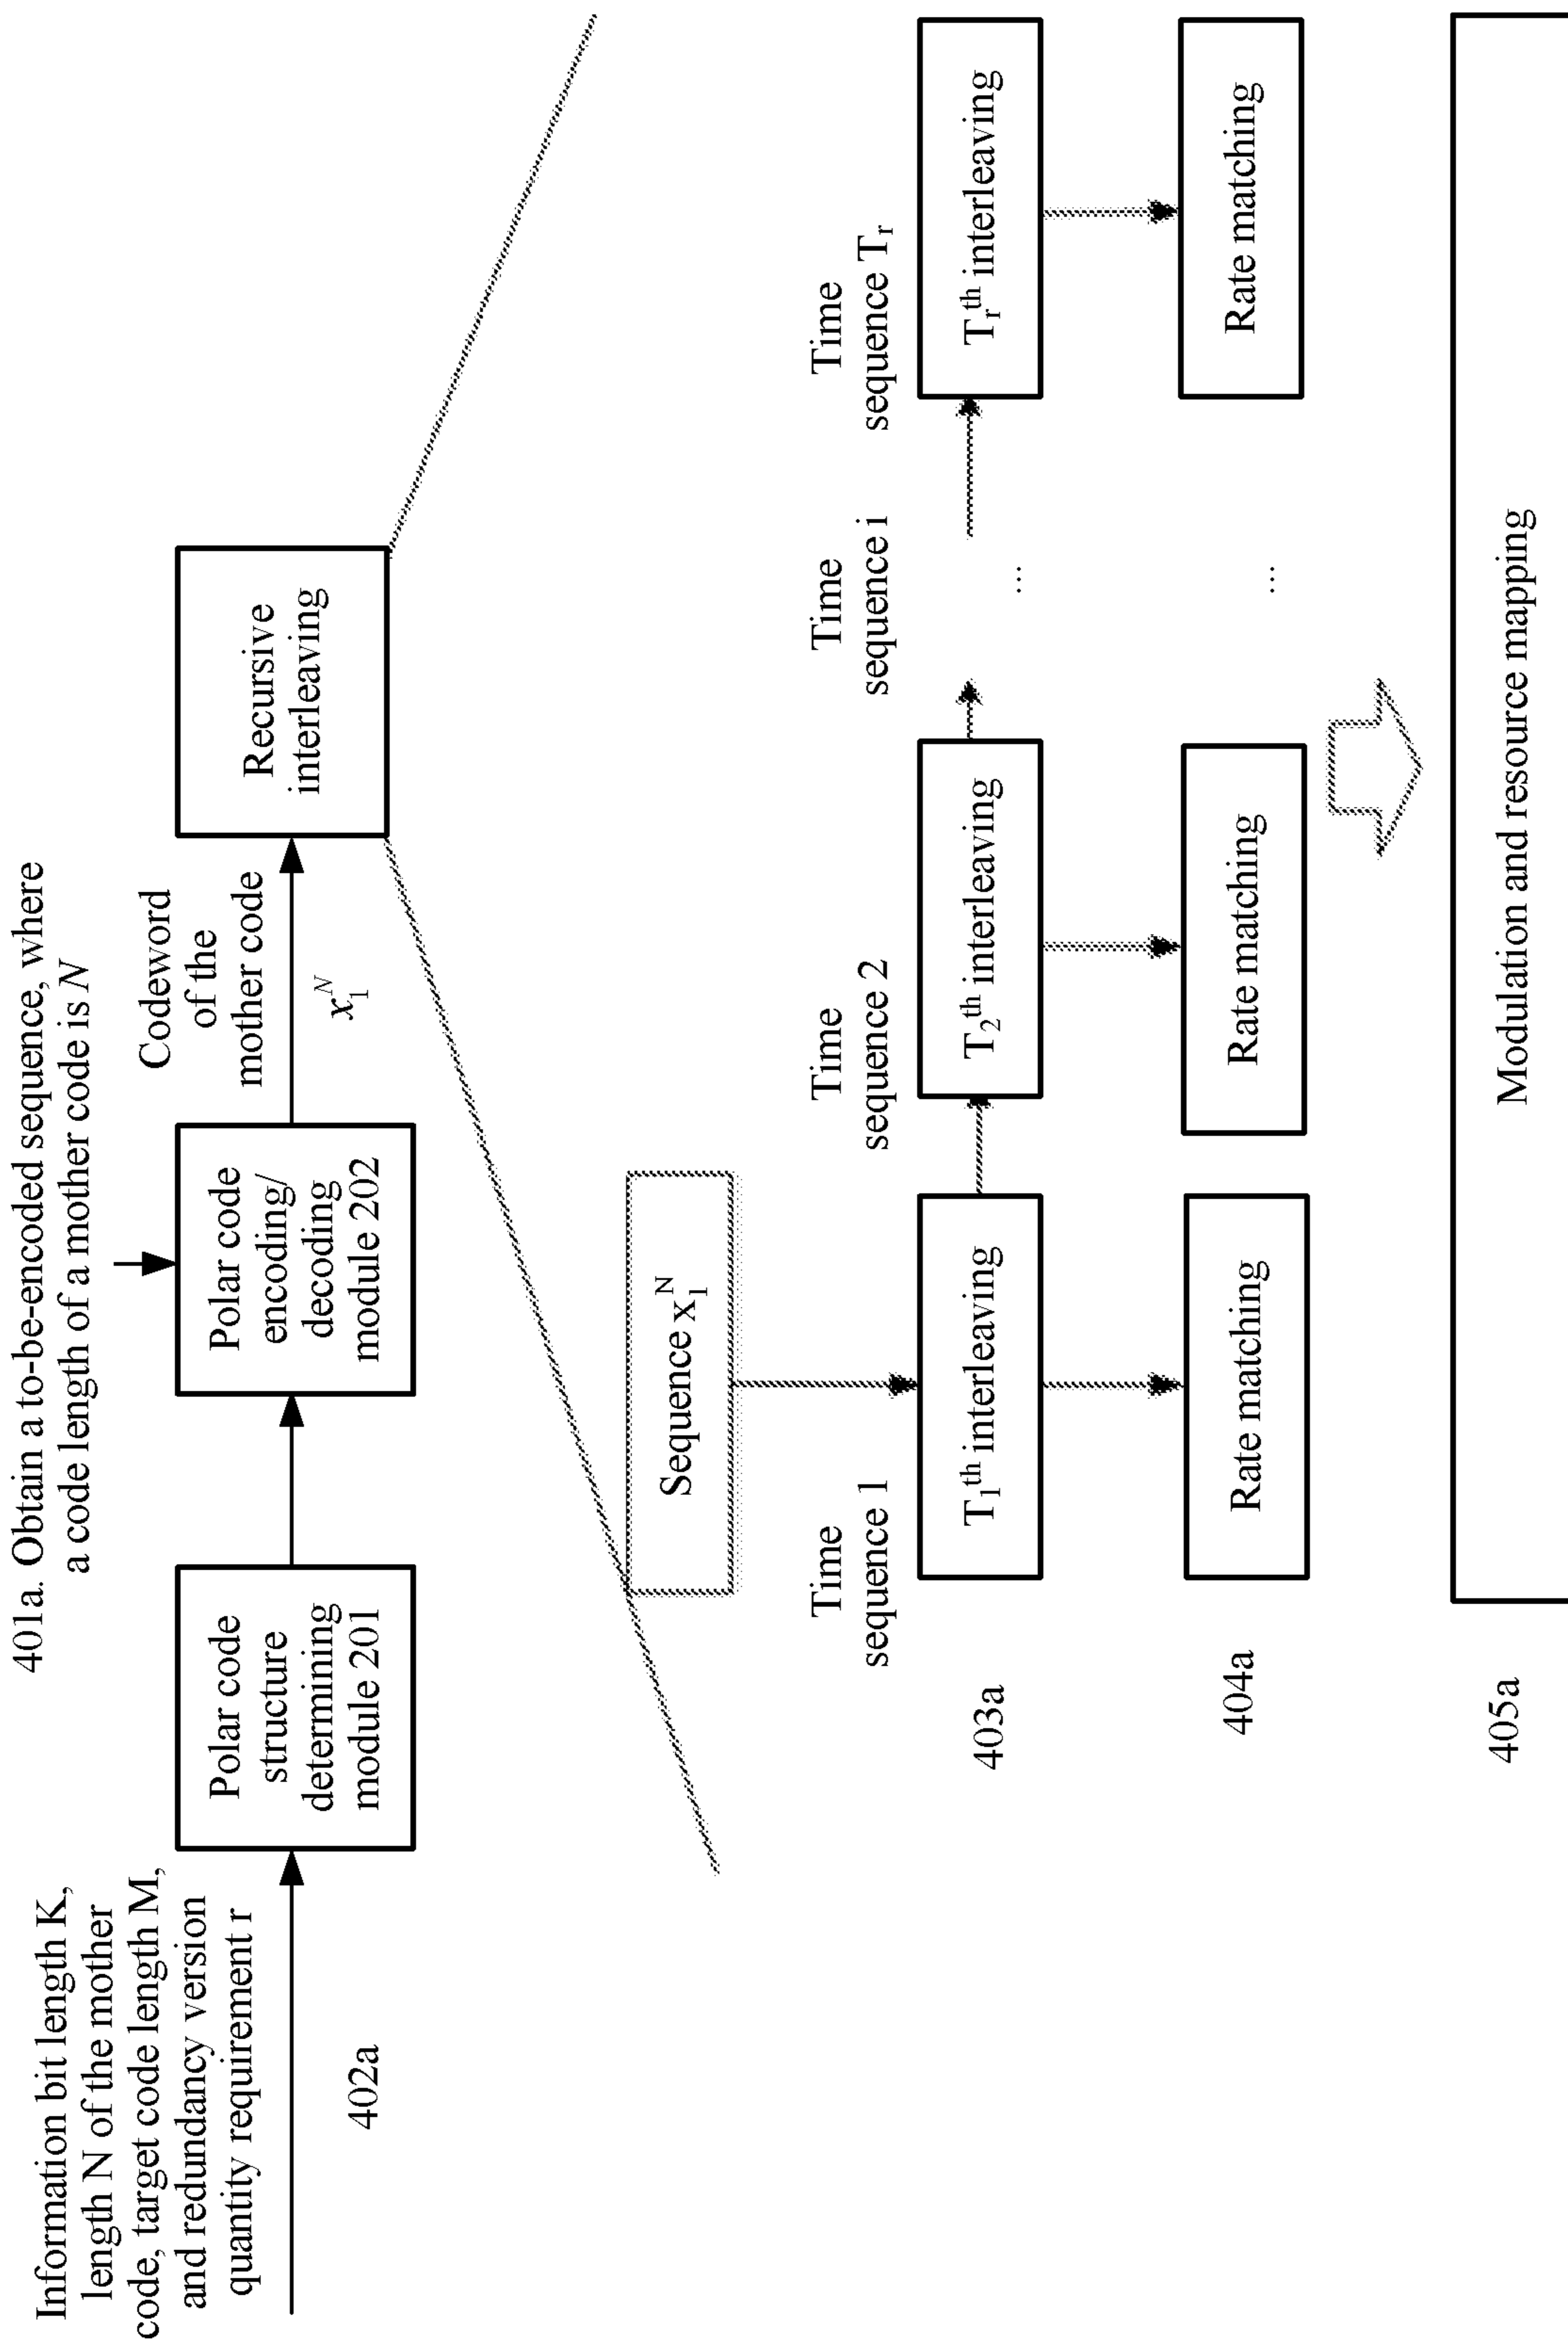 401a. Obtain a to-be-encoded sequence, where
a code length of a mother code is N
Information bit length K,
length N of the mother
code, target code length M,
and redundancy version
quantity requirement r
402a
Polar code
structure
determining
module 201
Polar code
encoding/
decoding
module 202
Codeword
of the
mother code
x₁ᴺ
Recursive
interleaving
Sequence x₁ᴺ
Time
sequence 1
Time
sequence 2
Time
sequence i
Time
sequence Tᵣ
403a
T₁ᵗʰ interleaving
T₂ᵗʰ interleaving
...
Tᵣᵗʰ interleaving
404a
Rate matching
Rate matching
...
Rate matching
405a
Modulation and resource mapping